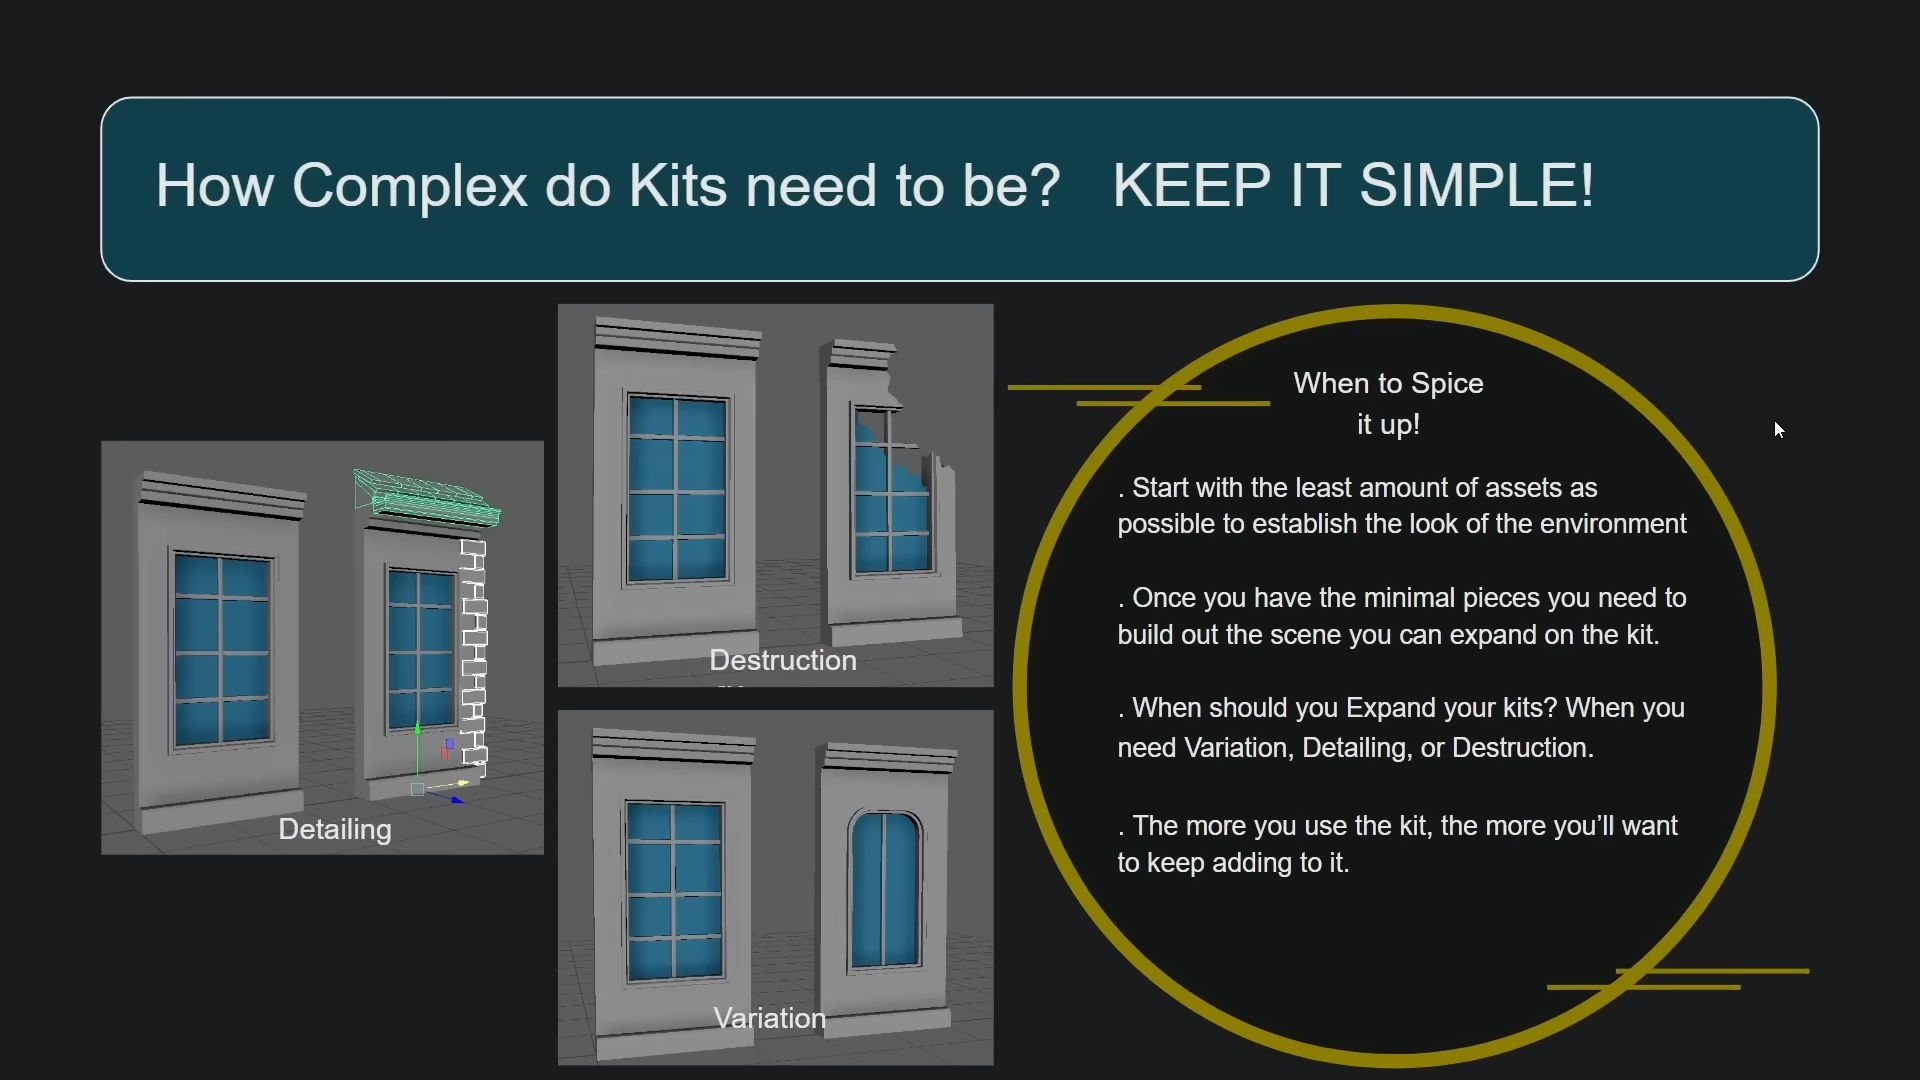 How Complex do Kits need to be? KEEP IT SIMPLE!
When to Spice
it up!
. Start with the least amount of assets as
possible to establish the look of the environment
. Once you have the minimal pieces you need to
build out the scene you can expand on the kit.
. When should you Expand your kits? When you
need Variation, Detailing, or Destruction.
. The more you use the kit, the more you’ll want
to keep adding to it.
Detailing
Destruction
Variation